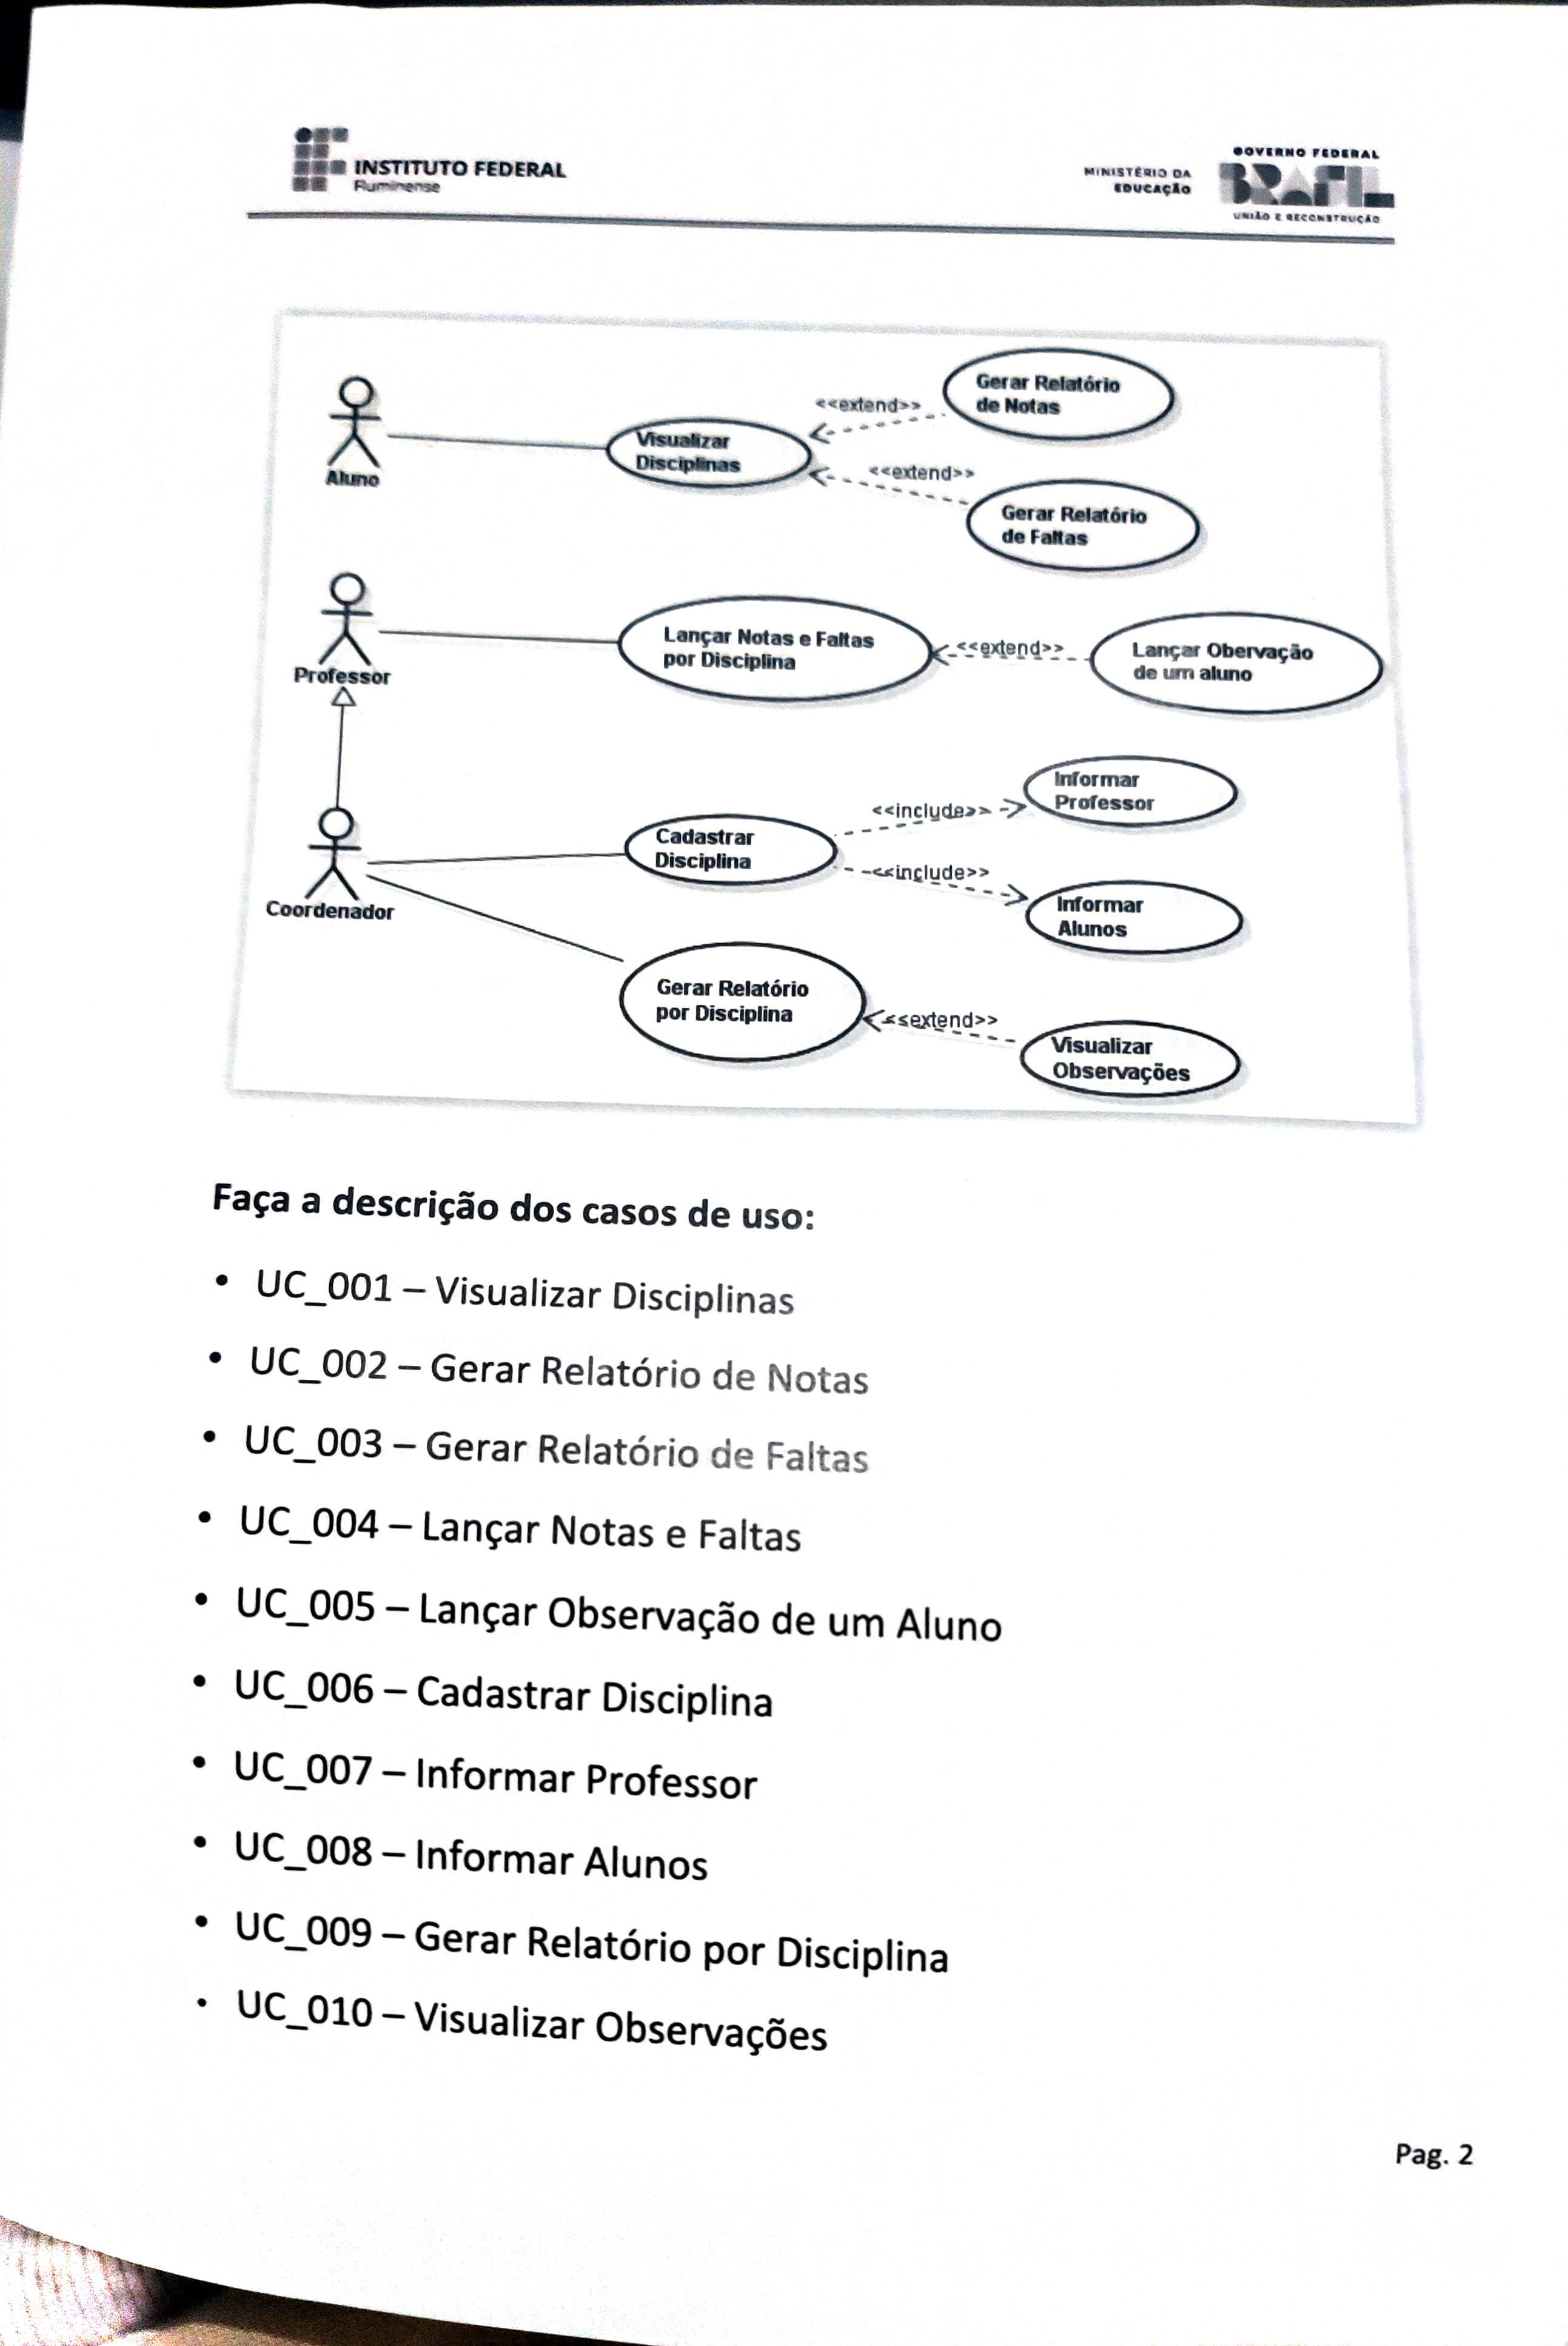 INSTITUTO FEDERAL
Fluminense
MINISTÉRIO DA
EDUCAÇÃO
GOVERNO FEDERAL
BRASIL
UNIÃO E RECONSTRUÇÃO
Aluno
Visualizar
Disciplinas
<<extend>>
Gerar Relatório
de Notas
<<extend>>
Gerar Relatório
de Faltas
Professor
Lançar Notas e Faltas
por Disciplina
<<extend>>
Lançar Obervação
de um aluno
Coordenador
Cadastrar
Disciplina
<<include>>
Informar
Professor
<<include>>
Informar
Alunos
Gerar Relatório
por Disciplina
<<extend>>
Visualizar
Observações
Faça a descrição dos casos de uso:
• UC_001 – Visualizar Disciplinas
• UC_002 – Gerar Relatório de Notas
• UC_003 – Gerar Relatório de Faltas
• UC_004 – Lançar Notas e Faltas
• UC_005 – Lançar Observação de um Aluno
• UC_006 – Cadastrar Disciplina
• UC_007 – Informar Professor
• UC_008 – Informar Alunos
• UC_009 – Gerar Relatório por Disciplina
• UC_010 – Visualizar Observações
Pag. 2